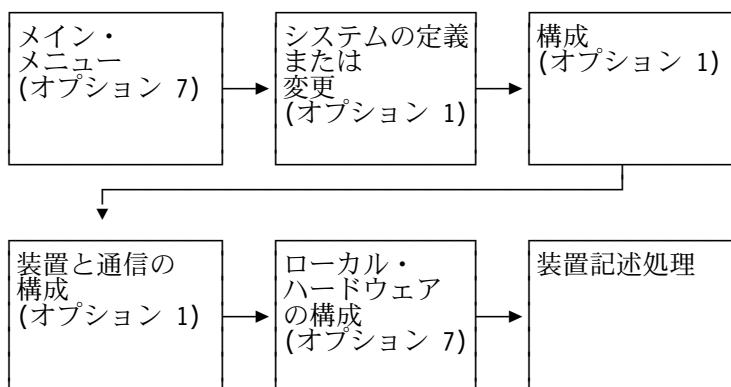 メイン・
メニュー
(オプション 7)
システムの定義
または
変更
(オプション 1)
構成
(オプション 1)
装置と通信の
構成
(オプション 1)
ローカル・
ハードウェア
の構成
(オプション 7)
装置記述処理